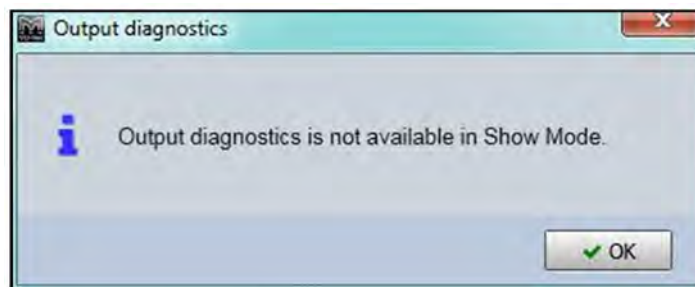 Output diagnostics
Output diagnostics is not available in Show Mode.
OK